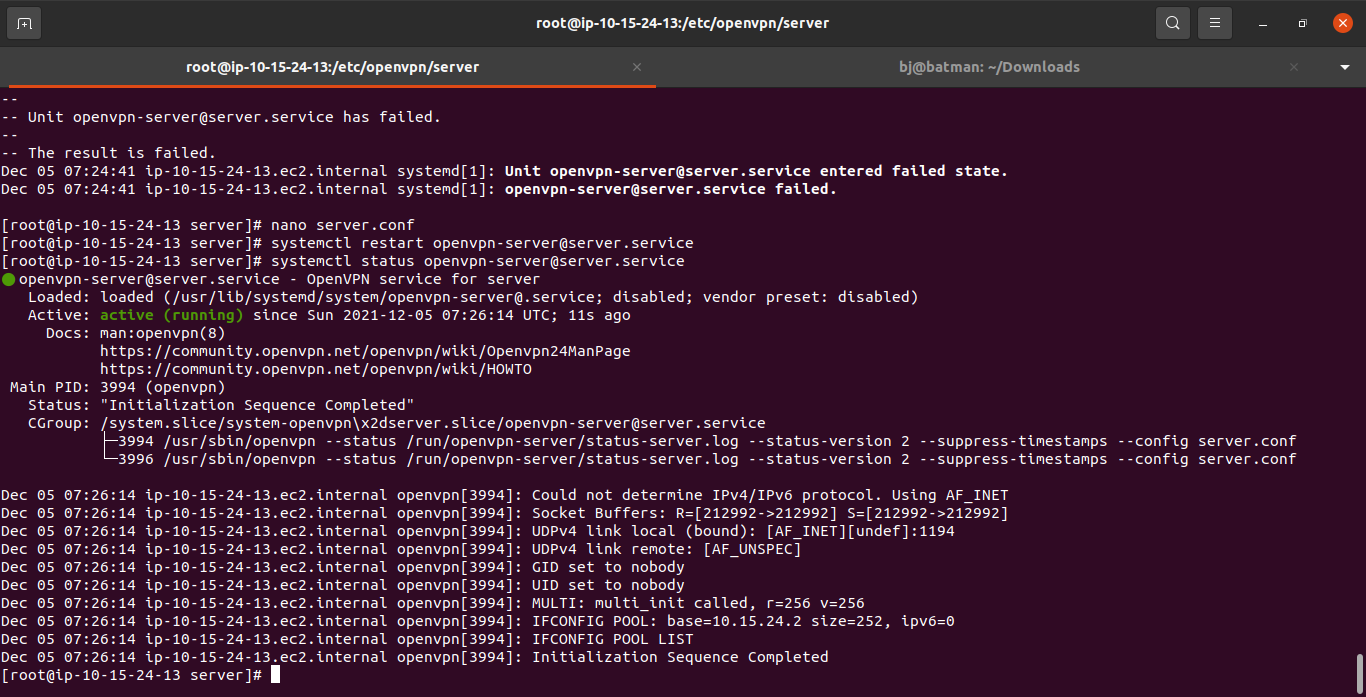 root@ip-10-15-24-13:/etc/openvpn/server
root@ip-10-15-24-13:/etc/openvpn/server
bj@batman: ~/Downloads
--
-- Unit openvpn-server@server.service has failed.
--
-- The result is failed.
Dec 05 07:24:41 ip-10-15-24-13.ec2.internal systemd[1]: Unit openvpn-server@server.service entered failed state.
Dec 05 07:24:41 ip-10-15-24-13.ec2.internal systemd[1]: openvpn-server@server.service failed.
[root@ip-10-15-24-13 server]# nano server.conf
[root@ip-10-15-24-13 server]# systemctl restart openvpn-server@server.service
[root@ip-10-15-24-13 server]# systemctl status openvpn-server@server.service
● openvpn-server@server.service - OpenVPN service for server
   Loaded: loaded (/usr/lib/systemd/system/openvpn-server@.service; disabled; vendor preset: disabled)
   Active: active (running) since Sun 2021-12-05 07:26:14 UTC; 11s ago
     Docs: man:openvpn(8)
           https://community.openvpn.net/openvpn/wiki/Openvpn24ManPage
           https://community.openvpn.net/openvpn/wiki/HOWTO
 Main PID: 3994 (openvpn)
   Status: "Initialization Sequence Completed"
   CGroup: /system.slice/system-openvpn\x2dserver.slice/openvpn-server@server.service
           ├─3994 /usr/sbin/openvpn --status /run/openvpn-server/status-server.log --status-version 2 --suppress-timestamps --config server.conf
           └─3996 /usr/sbin/openvpn --status /run/openvpn-server/status-server.log --status-version 2 --suppress-timestamps --config server.conf
Dec 05 07:26:14 ip-10-15-24-13.ec2.internal openvpn[3994]: Could not determine IPv4/IPv6 protocol. Using AF_INET
Dec 05 07:26:14 ip-10-15-24-13.ec2.internal openvpn[3994]: Socket Buffers: R=[212992->212992] S=[212992->212992]
Dec 05 07:26:14 ip-10-15-24-13.ec2.internal openvpn[3994]: UDPv4 link local (bound): [AF_INET][undef]:1194
Dec 05 07:26:14 ip-10-15-24-13.ec2.internal openvpn[3994]: UDPv4 link remote: [AF_UNSPEC]
Dec 05 07:26:14 ip-10-15-24-13.ec2.internal openvpn[3994]: GID set to nobody
Dec 05 07:26:14 ip-10-15-24-13.ec2.internal openvpn[3994]: UID set to nobody
Dec 05 07:26:14 ip-10-15-24-13.ec2.internal openvpn[3994]: MULTI: multi_init called, r=256 v=256
Dec 05 07:26:14 ip-10-15-24-13.ec2.internal openvpn[3994]: IFCONFIG POOL: base=10.15.24.2 size=252, ipv6=0
Dec 05 07:26:14 ip-10-15-24-13.ec2.internal openvpn[3994]: IFCONFIG POOL LIST
Dec 05 07:26:14 ip-10-15-24-13.ec2.internal openvpn[3994]: Initialization Sequence Completed
[root@ip-10-15-24-13 server]#